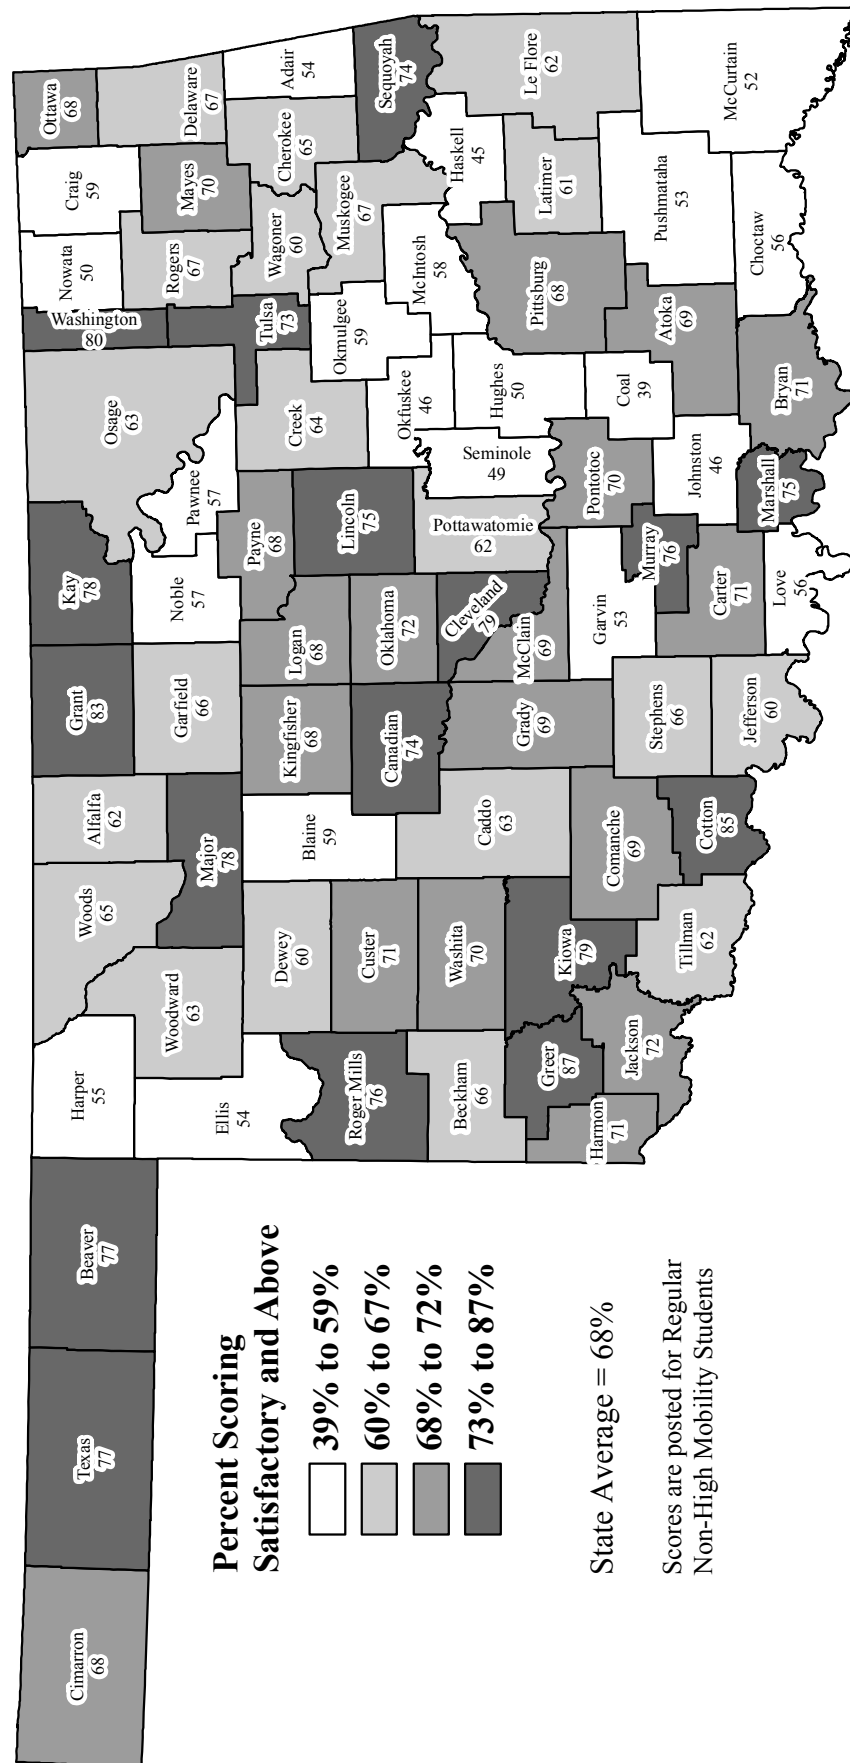 Cimarron
68
Texas
77
Beaver
77
Harper
55
Woods
65
Alfalfa
62
Grant
83
Kay
78
Osage
63
Washington
80
Nowata
50
Craig
59
Ottawa
68
Ellis
54
Woodward
63
Major
78
Garfield
66
Noble
57
Pawnee
57
Rogers
67
Mayes
70
Delaware
67
Roger Mills
76
Dewey
60
Blaine
59
Kingfisher
68
Logan
68
Payne
68
Creek
64
Tulsa
73
Wagoner
60
Cherokee
65
Adair
54
Beckham
66
Custer
71
Canadian
74
Oklahoma
72
Lincoln
75
Okfuskee
46
Okmulgee
59
Muskogee
67
Sequoyah
74
Washita
70
Caddo
63
Grady
69
Cleveland
79
McClain
69
Pottawatomie
62
Seminole
49
Hughes
50
McIntosh
58
Haskell
45
Harmon
71
Greer
87
Kiowa
79
Jackson
72
Comanche
69
Tillman
62
Cotton
85
Stephens
66
Garvin
53
Murray
76
Pontotoc
70
Coal
39
Pittsburg
68
Latimer
61
Le Flore
62
Jefferson
60
Carter
71
Love
56
Johnston
46
Marshall
75
Atoka
69
Bryan
71
Pushmataha
53
Choctaw
56
McCurtain
52
Percent Scoring
Satisfactory and Above
39% to 59%
60% to 67%
68% to 72%
73% to 87%
State Average = 68%
Scores are posted for Regular
Non-High Mobility Students